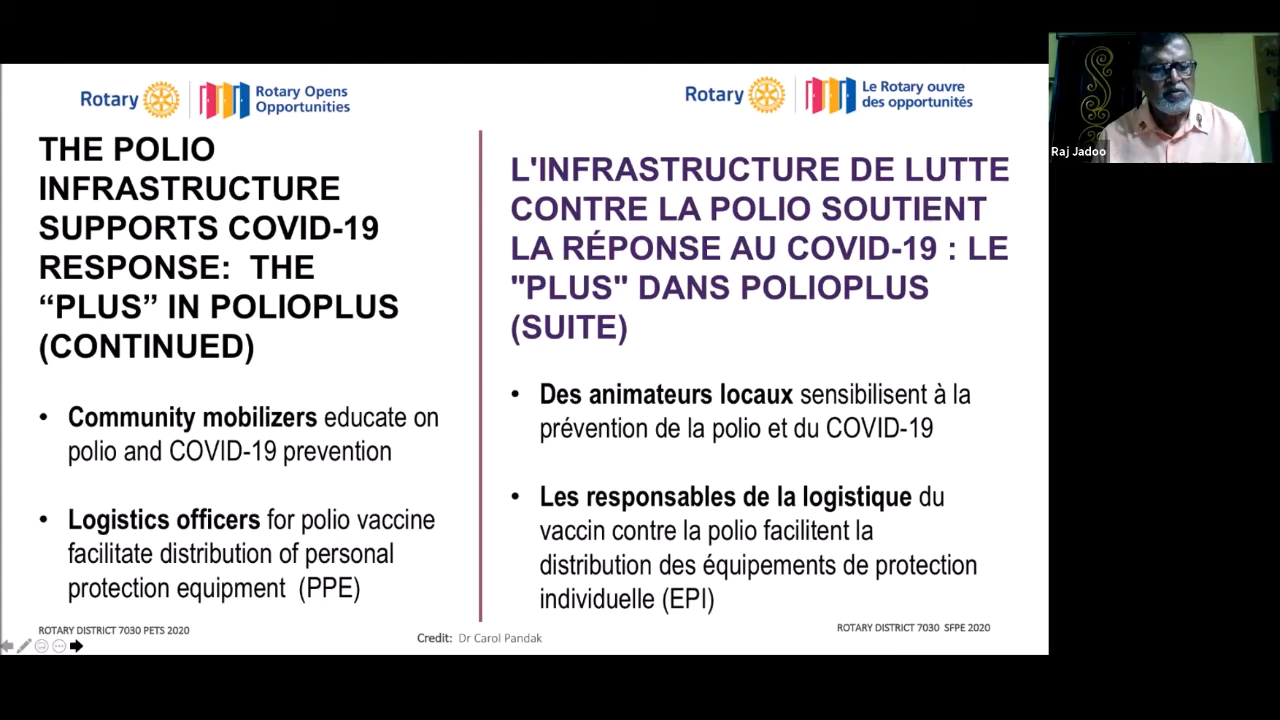 Rotary
Rotary Opens
Opportunities
THE POLIO
INFRASTRUCTURE
SUPPORTS COVID-19
RESPONSE:  THE
“PLUS” IN POLIOPLUS
(CONTINUED)
• Community mobilizers educate on
polio and COVID-19 prevention
• Logistics officers for polio vaccine
facilitate distribution of personal
protection equipment  (PPE)
ROTARY DISTRICT 7030 PETS 2020
Rotary
Le Rotary ouvre
des opportunités
L'INFRASTRUCTURE DE LUTTE
CONTRE LA POLIO SOUTIENT
LA RÉPONSE AU COVID-19 : LE
"PLUS" DANS POLIOPLUS
(SUITE)
• Des animateurs locaux sensibilisent à la
prévention de la polio et du COVID-19
• Les responsables de la logistique du
vaccin contre la polio facilitent la
distribution des équipements de protection
individuelle (EPI)
Credit:  Dr Carol Pandak
ROTARY DISTRICT 7030  SFPE 2020
Raj Jadoo